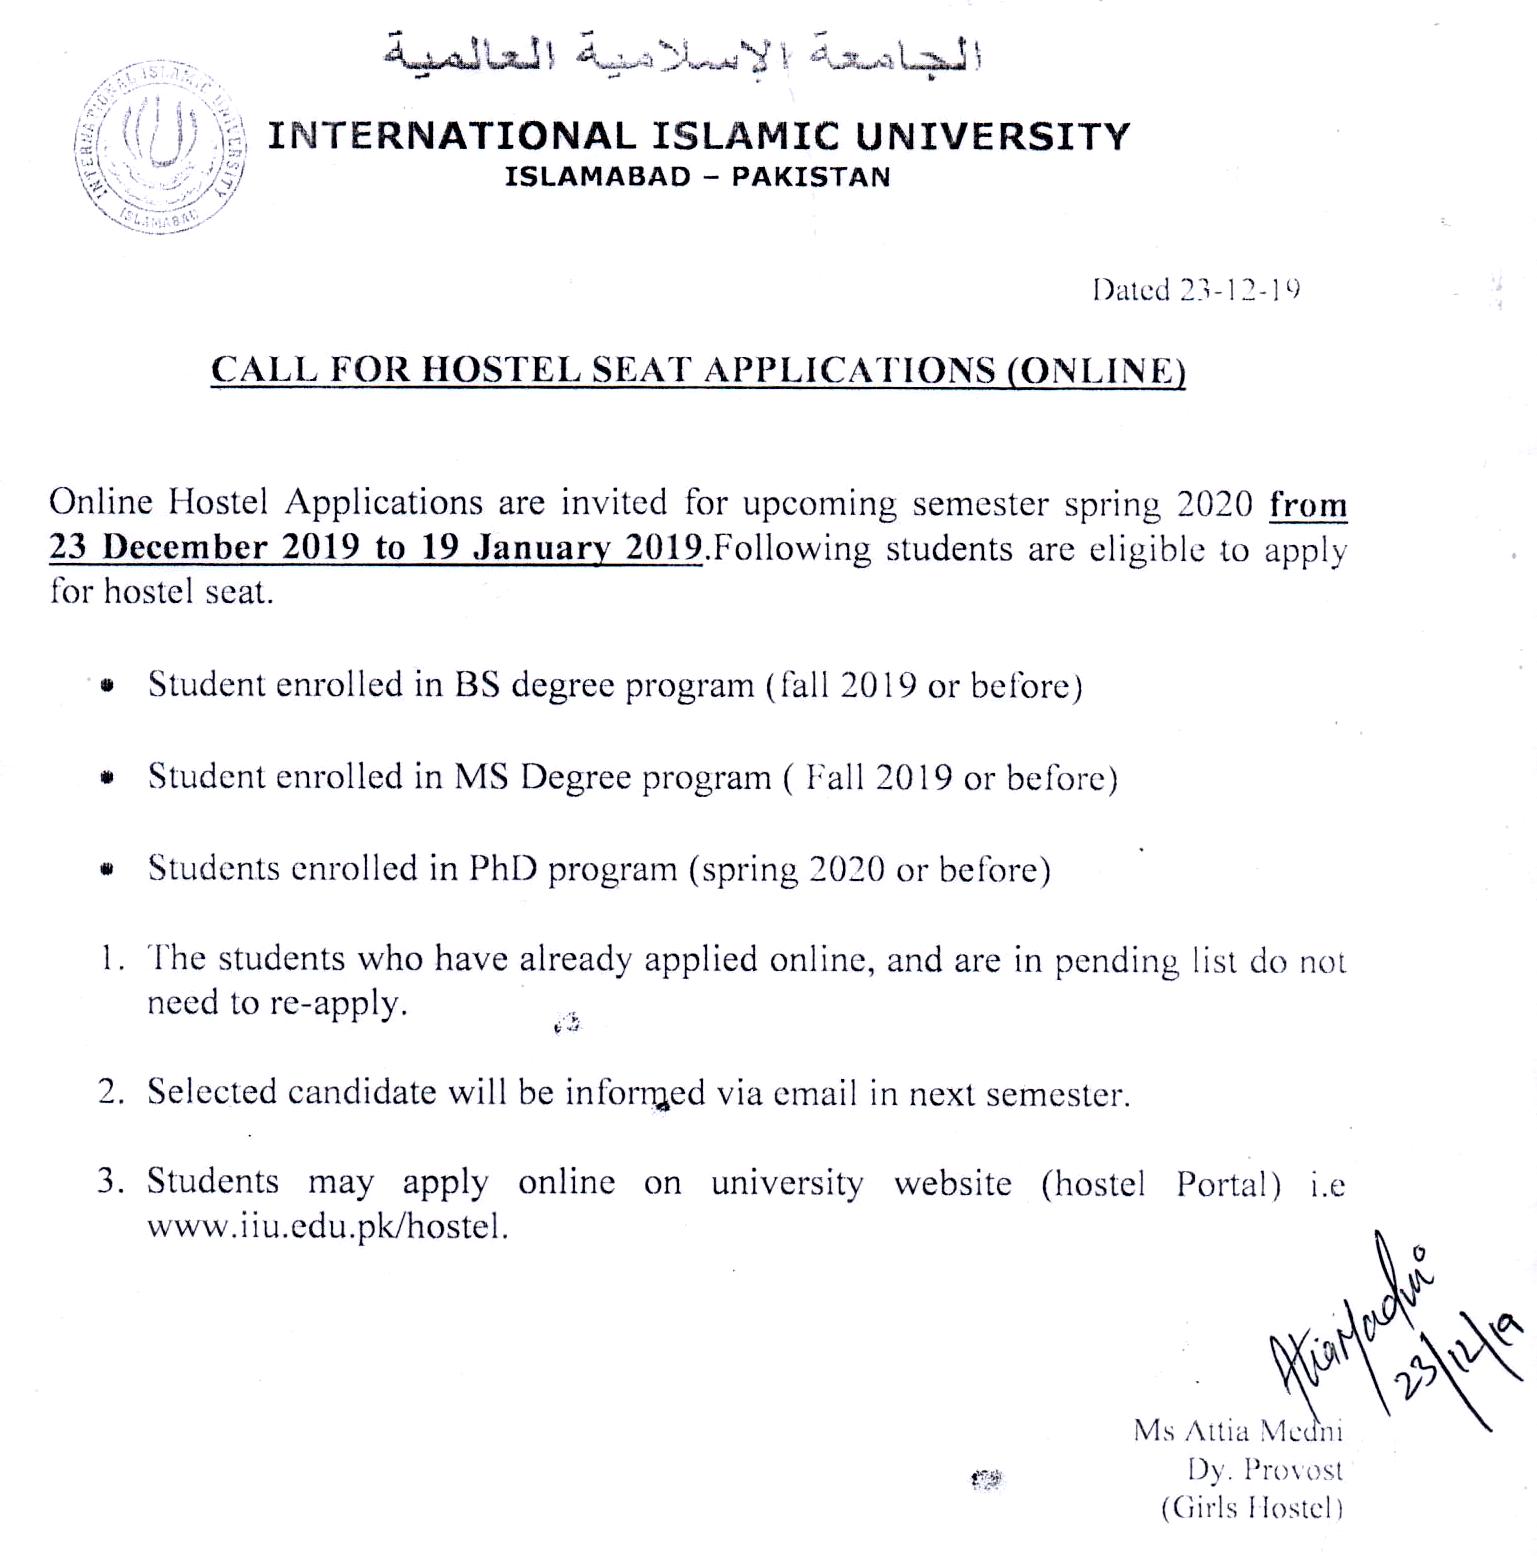 الجامعة الإسلامية العالمية
INTERNATIONAL ISLAMIC UNIVERSITY
ISLAMABAD
INTERNATIONAL ISLAMIC UNIVERSITY
ISLAMABAD – PAKISTAN
Dated 23-12-19
CALL FOR HOSTEL SEAT APPLICATIONS (ONLINE)
Online Hostel Applications are invited for upcoming semester spring 2020 from
23 December 2019 to 19 January 2019.Following students are eligible to apply
for hostel seat.
• Student enrolled in BS degree program (fall 2019 or before)
• Student enrolled in MS Degree program ( Fall 2019 or before)
• Students enrolled in PhD program (spring 2020 or before)
1. The students who have already applied online, and are in pending list do not
need to re-apply.
2. Selected candidate will be informed via email in next semester.
3. Students may apply online on university website (hostel Portal) i.e
www.iiu.edu.pk/hostel.
AtiaMadni
23/12/19
Ms Attia Medni
Dy. Provost
(Girls Hostel)